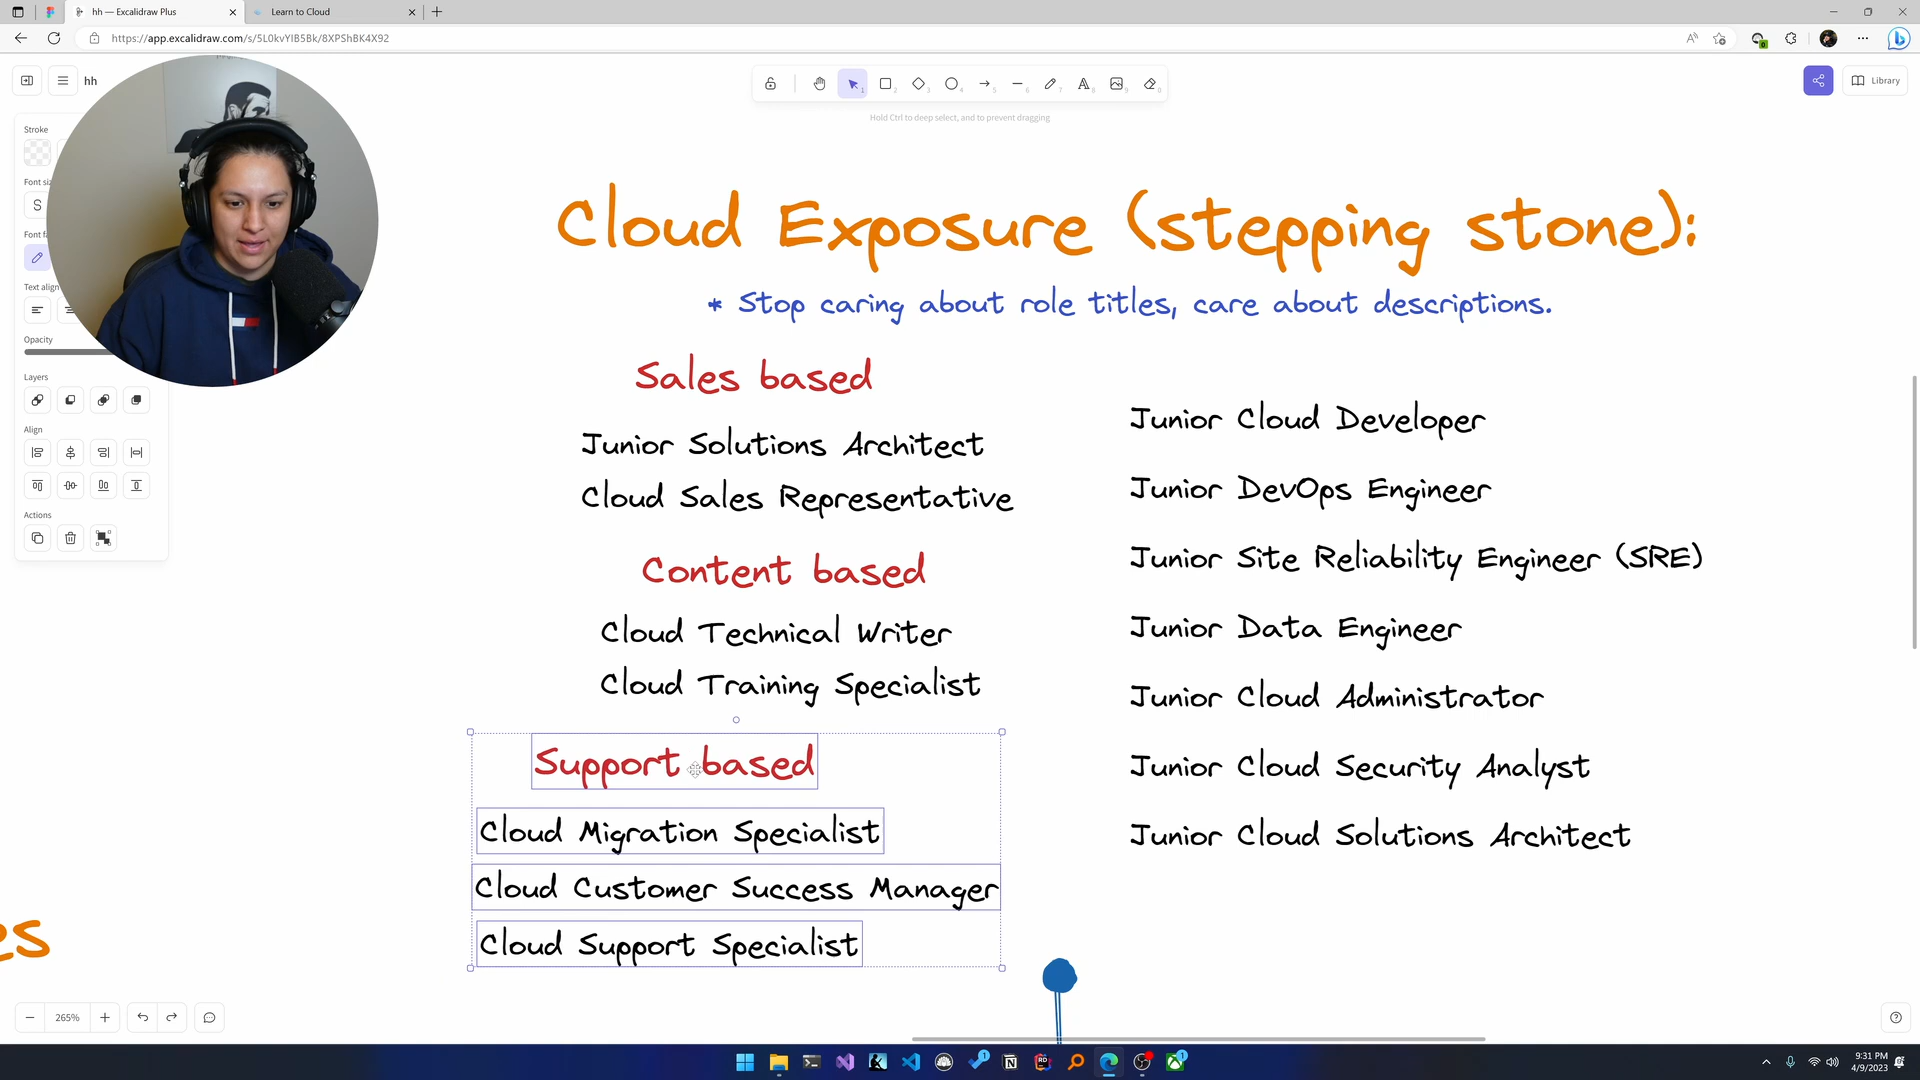 hh — Excalidraw Plus
Learn to Cloud
https://app.excalidraw.com/s/5L0kvYIB5Bk/8XPShBK4X92
hh
Library
Hold Ctrl to deep select, and to prevent dragging
Stroke
Font
S
Font
Text align
Opacity
Layers
Align
Actions
Cloud Exposure (stepping stone):
* Stop caring about role titles, care about descriptions.
Sales based
Junior Solutions Architect
Cloud Sales Representative
Content based
Cloud Technical Writer
Cloud Training Specialist
Support based
Cloud Migration Specialist
Cloud Customer Success Manager
Cloud Support Specialist
Junior Cloud Developer
Junior DevOps Engineer
Junior Site Reliability Engineer (SRE)
Junior Data Engineer
Junior Cloud Administrator
Junior Cloud Security Analyst
Junior Cloud Solutions Architect
es
265%
9:31 PM
4/9/2023